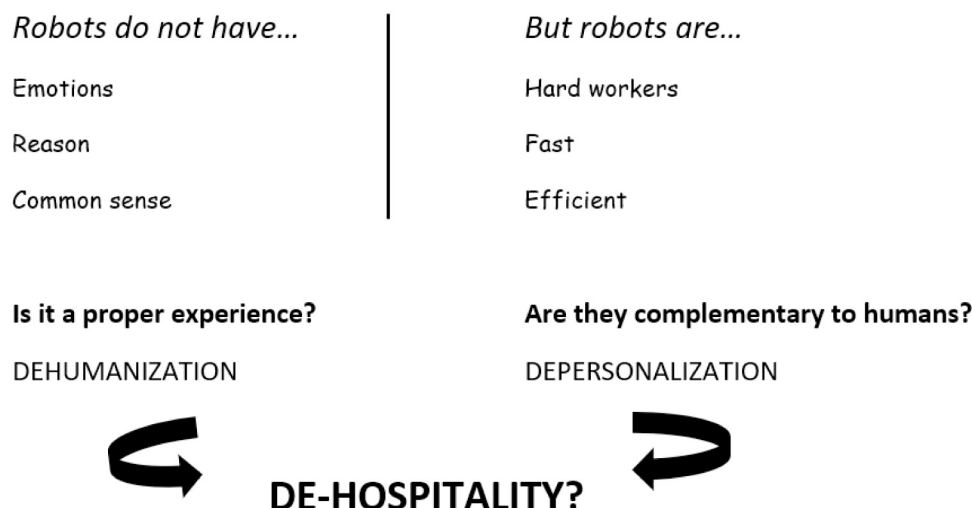 Robots do not have...
Emotions
Reason
Common sense
But robots are...
Hard workers
Fast
Efficient
Is it a proper experience?
DEHUMANIZATION
Are they complementary to humans?
DEPERSONALIZATION
DE-HOSPITALITY?